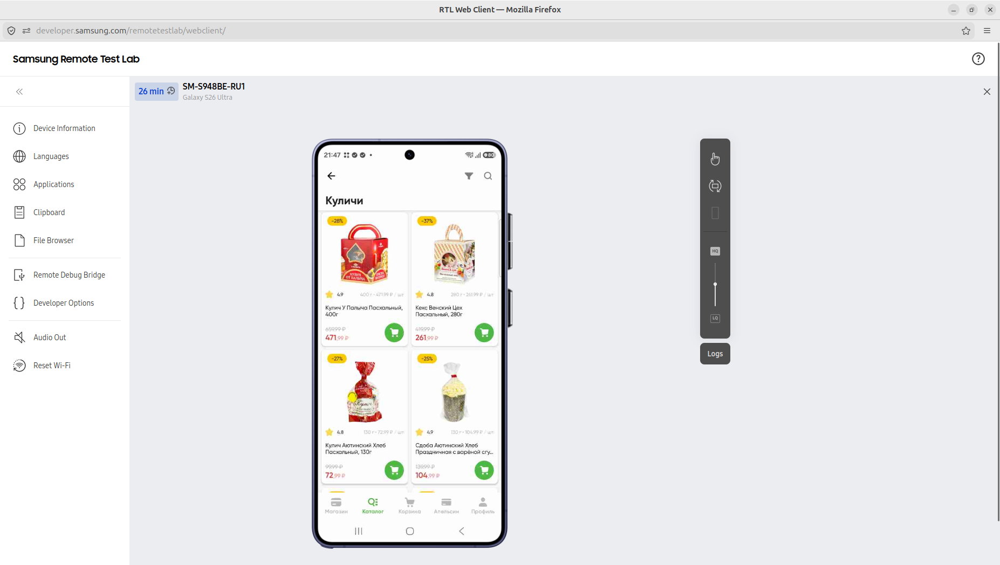 RTL Web Client — Mozilla Firefox
developer.samsung.com/remotetestlab/webclient/
Samsung Remote Test Lab
26 min
SM-S948BE-RU1
Galaxy S26 Ultra
Device Information
Languages
Applications
Clipboard
File Browser
Remote Debug Bridge
Developer Options
Audio Out
Reset Wi-Fi
21:47
80
Куличи
-28%
-37%
КУЛИЧ
ОТ ПАЛЫЧА
4.9
400 г • 471.99 ₽ / шт
4.8
280 г • 261.99 ₽ / шт
Кулич У Палыча Пасхальный,
400г
Кекс Венский Цех
Пасхальный, 280г
659.99 ₽
471,99 ₽
419.99 ₽
261,99 ₽
-27%
-25%
Кулич
4.8
130 г • 72.99 ₽ / шт
4.9
130 г • 104.99 ₽ / шт
Кулич Аютинский Хлеб
Пасхальный, 130г
Сдоба Аютинский Хлеб
Праздничная с варёной сгу...
99.99 ₽
72,99 ₽
139.99 ₽
104,99 ₽
Магазин
Каталог
Корзина
Апельсин
Профиль
HQ
LQ
Logs